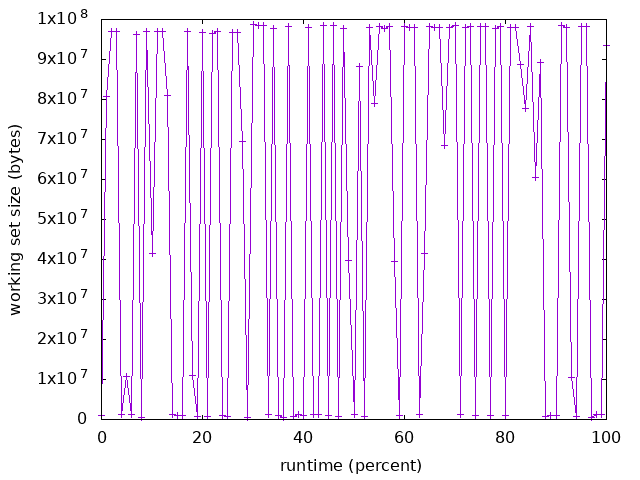 1x10^8
9x10^7
8x10^7
7x10^7
6x10^7
5x10^7
4x10^7
3x10^7
2x10^7
1x10^7
0
working set size (bytes)
0 20 40 60 80 100
runtime (percent)